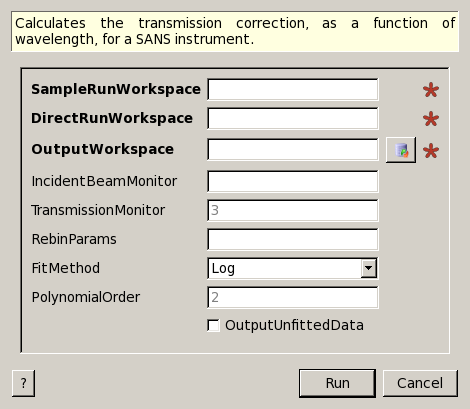 Calculates the transmission correction, as a function of
wavelength, for a SANS instrument.
SampleRunWorkspace
DirectRunWorkspace
OutputWorkspace
IncidentBeamMonitor
TransmissionMonitor 3
RebinParams
FitMethod Log
PolynomialOrder 2
OutputUnfittedData
? Run Cancel